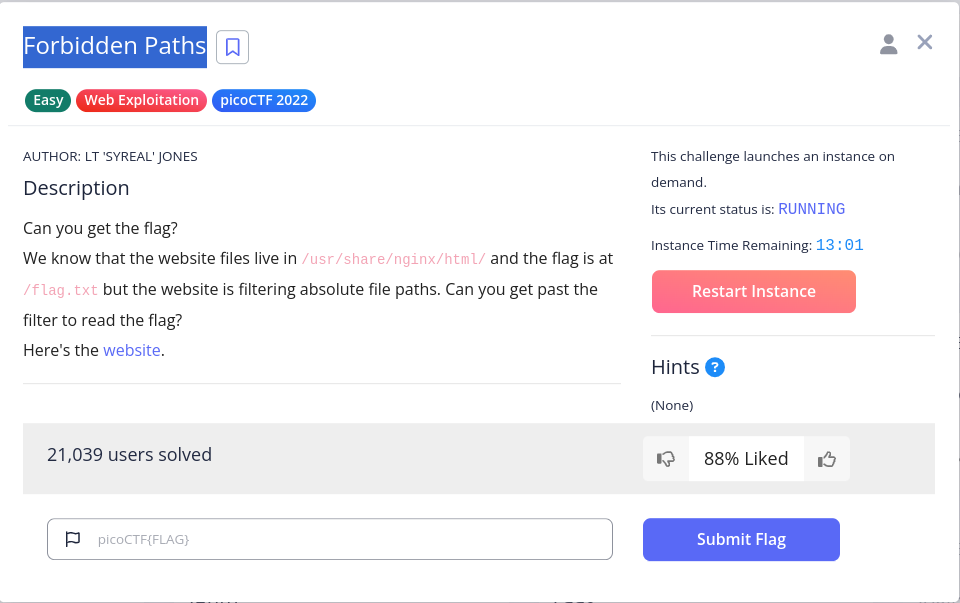 Forbidden Paths
Easy
Web Exploitation
picoCTF 2022
AUTHOR: LT 'SYREAL' JONES
Description
Can you get the flag?
We know that the website files live in /usr/share/nginx/html/ and the flag is at
/flag.txt but the website is filtering absolute file paths. Can you get past the
filter to read the flag?
Here's the website.
This challenge launches an instance on
demand.
Its current status is: RUNNING
Instance Time Remaining: 13:01
Restart Instance
Hints ?
(None)
21,039 users solved
88% Liked
picoCTF{FLAG}
Submit Flag